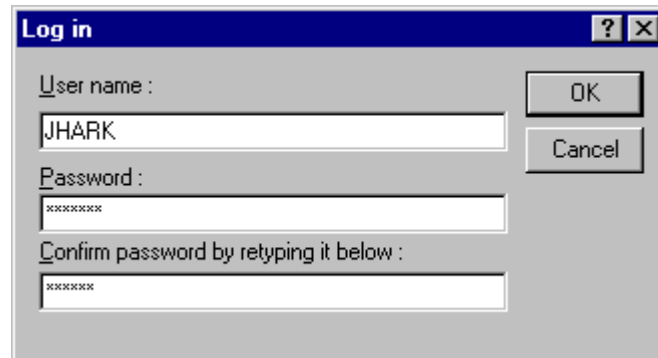 Log in
User name :
OK
JHARK
Cancel
Password :
*******
Confirm password by retyping it below :
******